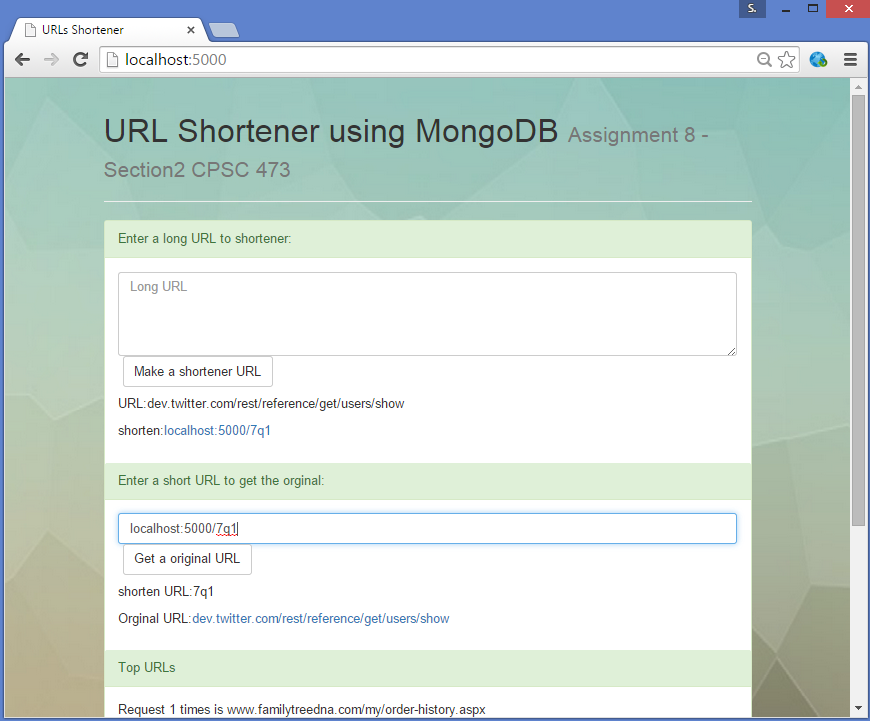 S.
URLs Shortener
localhost:5000
URL Shortener using MongoDB Assignment 8 -
Section2 CPSC 473
Enter a long URL to shortener:
Long URL
Make a shortener URL
URL:dev.twitter.com/rest/reference/get/users/show
shorten:localhost:5000/7q1
Enter a short URL to get the orginal:
localhost:5000/7q1
Get a original URL
shorten URL:7q1
Orginal URL:dev.twitter.com/rest/reference/get/users/show
Top URLs
Request 1 times is www.familytreedna.com/my/order-history.aspx